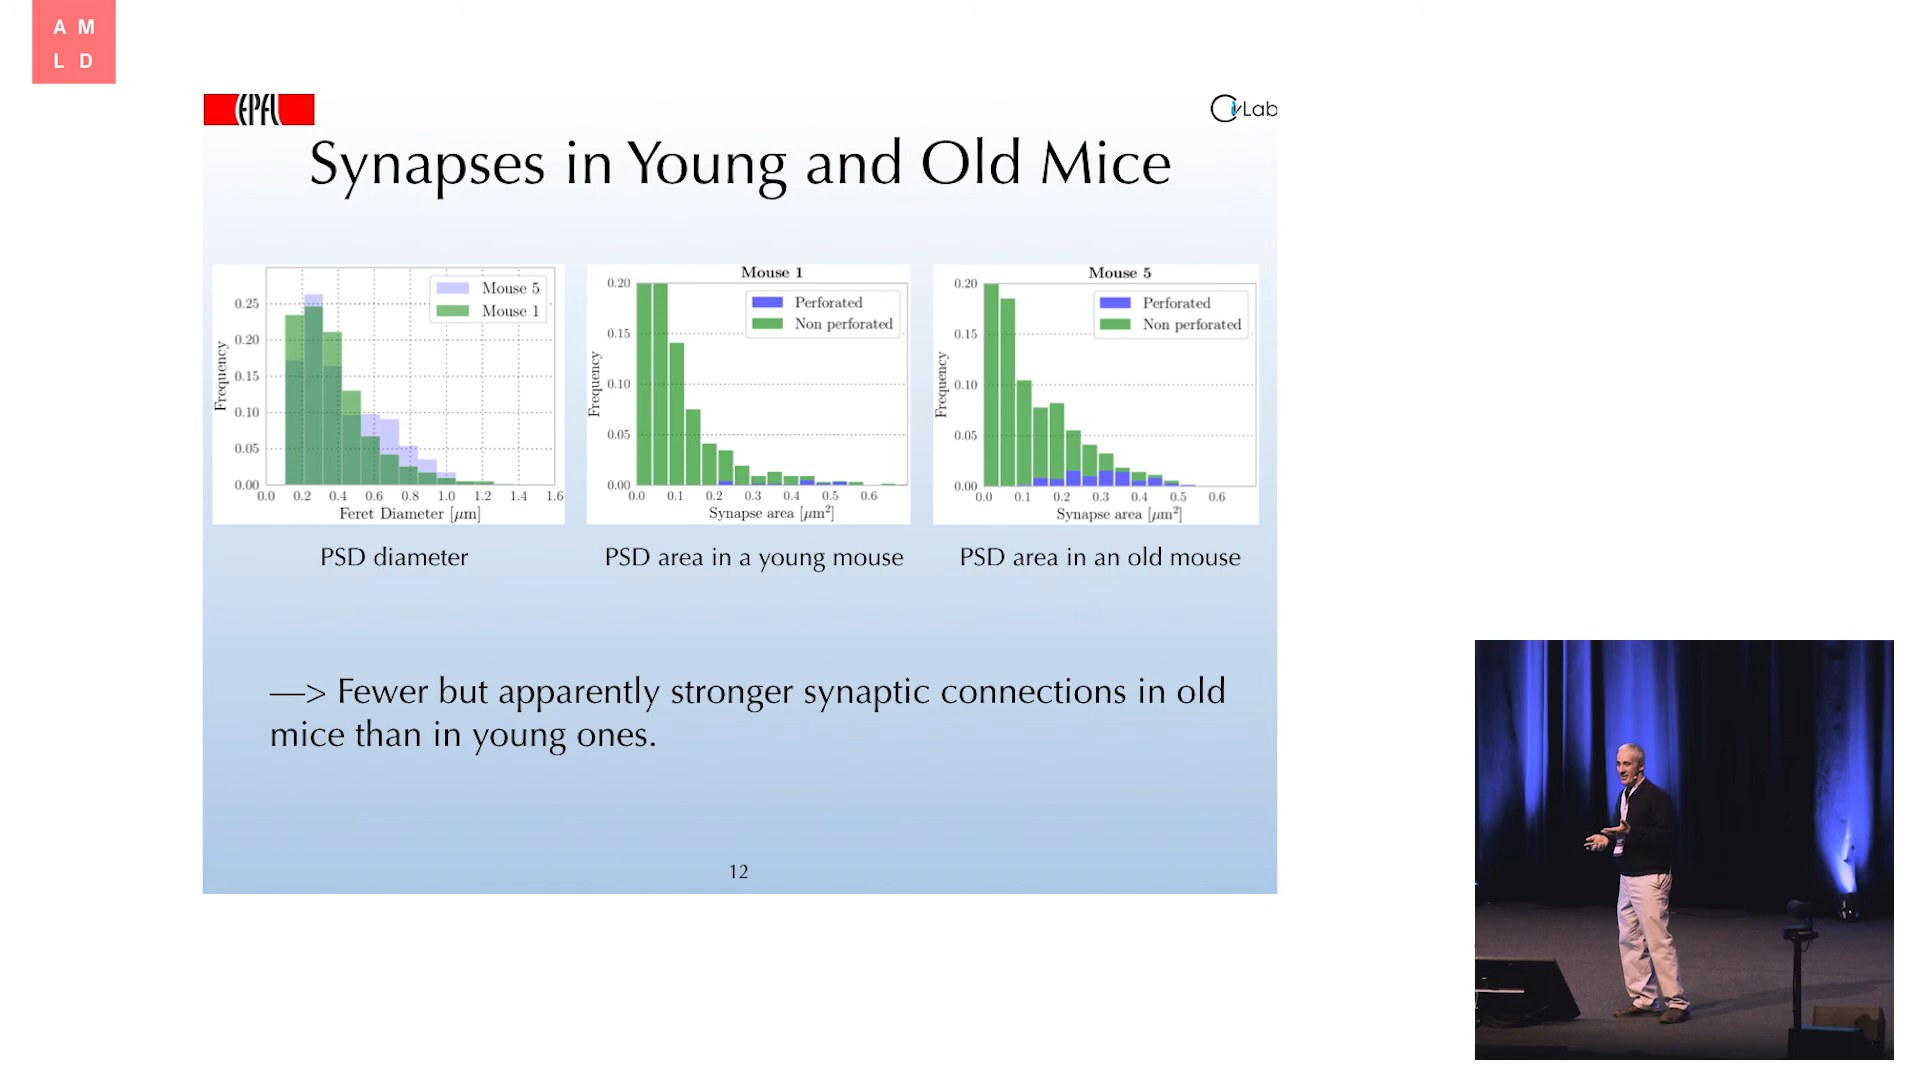 A M
L D
EPFL
CivLab
Synapses in Young and Old Mice
Mouse 5
Mouse 1
0.25
0.20
0.15
0.10
0.05
0.00
Frequency
0.0 0.2 0.4 0.6 0.8 1.0 1.2 1.4 1.6
Feret Diameter [μm]
PSD diameter
Mouse 1
Perforated
Non perforated
0.20
0.15
0.10
0.05
0.00
Frequency
0.0 0.1 0.2 0.3 0.4 0.5 0.6
Synapse area [μm²]
PSD area in a young mouse
Mouse 5
Perforated
Non perforated
0.20
0.15
0.10
0.05
0.00
Frequency
0.0 0.1 0.2 0.3 0.4 0.5 0.6
Synapse area [μm²]
PSD area in an old mouse
—> Fewer but apparently stronger synaptic connections in old
mice than in young ones.
12